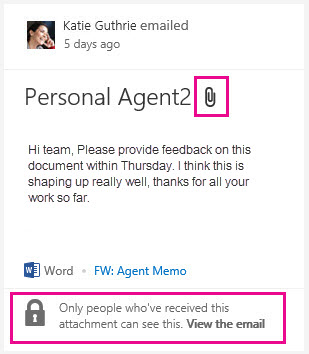 Katie Guthrie emailed
5 days ago
Personal Agent2
Hi team, Please provide feedback on this
document within Thursday. I think this is
shaping up really well, thanks for all your
work so far.
Word • FW: Agent Memo
Only people who've received this
attachment can see this. View the email